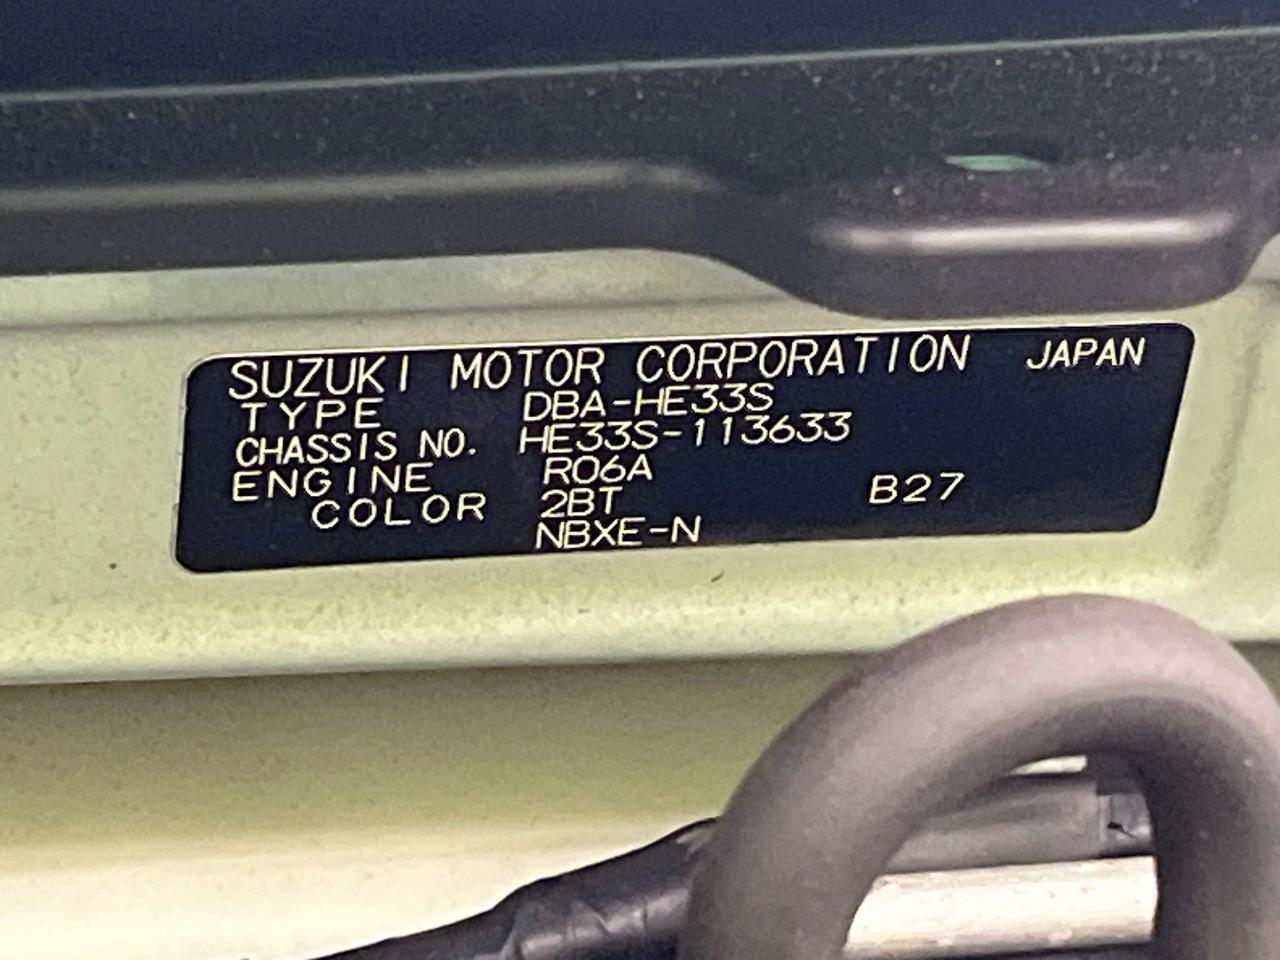 SUZUKI MOTOR CORPORATION JAPAN
TYPE DBA-HE33S
CHASSIS NO. HE33S-113633
ENGINE R06A
COLOR 2BT B27
NBXE-N